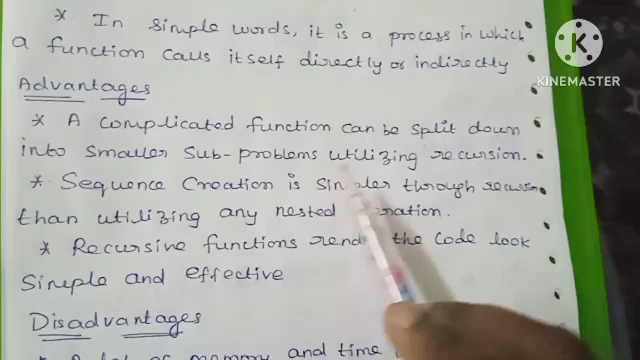 * In simple words, it is a process in which
a function calls itself directly or indirectly
Advantages
* A complicated function can be split down
into smaller sub-problems utilizing recursion.
* Sequence Creation is through
than utilizing any nested
* Recursive functions the code look
simple and effective
Disadvantages
memory and time
KINEMASTER